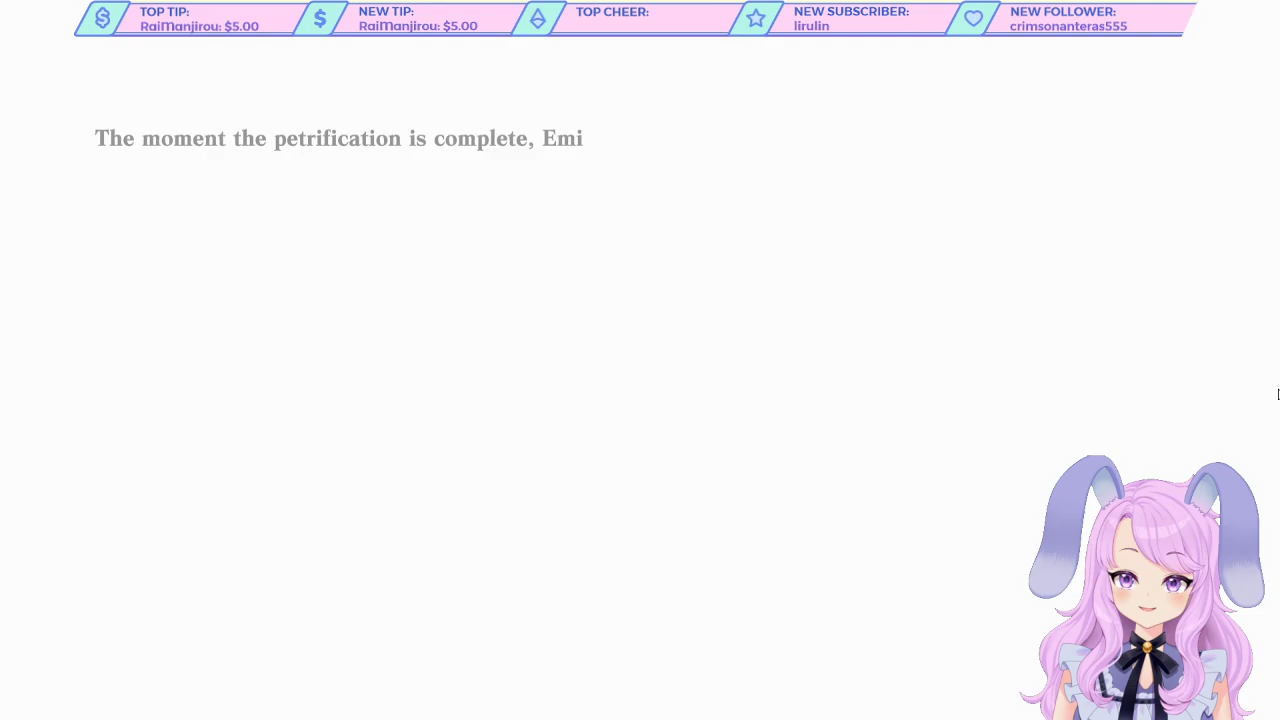 TOP TIP:
RaiManjirou: $5.00
NEW TIP:
RaiManjirou: $5.00
TOP CHEER:
NEW SUBSCRIBER:
lirulin
NEW FOLLOWER:
crimsonanteras555
The moment the petrification is complete, Emi